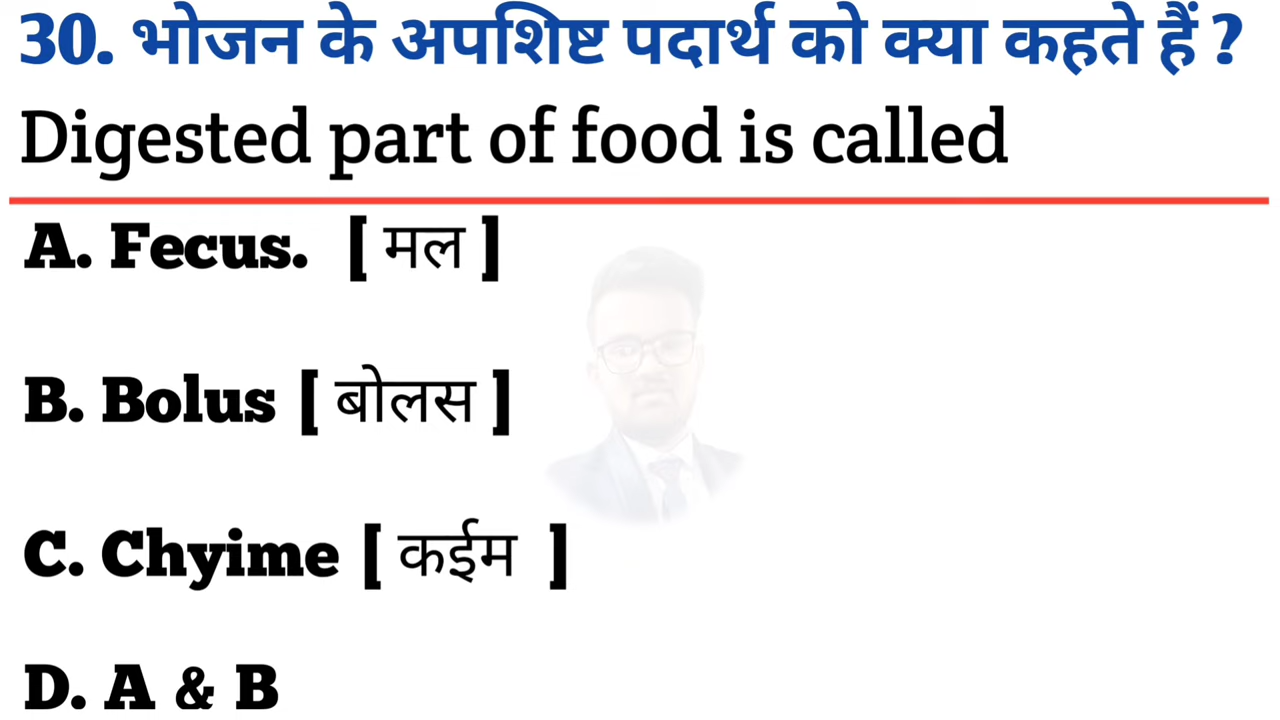 30. भोजन के अपशिष्ट पदार्थ को क्या कहते हैं ?
Digested part of food is called
A. Fecus. [ मल ]
B. Bolus [ बोलस ]
C. Chyime [ कईम ]
D. A & B